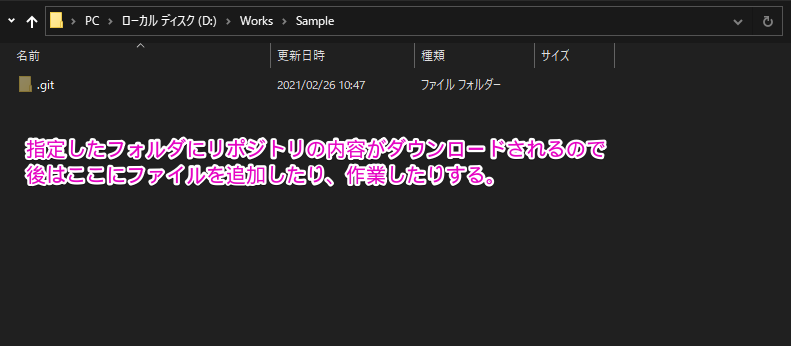 PC › ローカル ディスク (D:) › Works › Sample
名前 更新日時 種類 サイズ
.git 2021/02/26 10:47 ファイル フォルダー
指定したフォルダにリポジトリの内容がダウンロードされるので
後はここにファイルを追加したり、作業したりする。